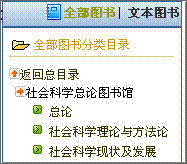 全部图书 | 文本图书
全部图书分类目录
返回总目录
社会科学总论图书馆
总论
社会科学理论与方法论
社会科学现状及发展